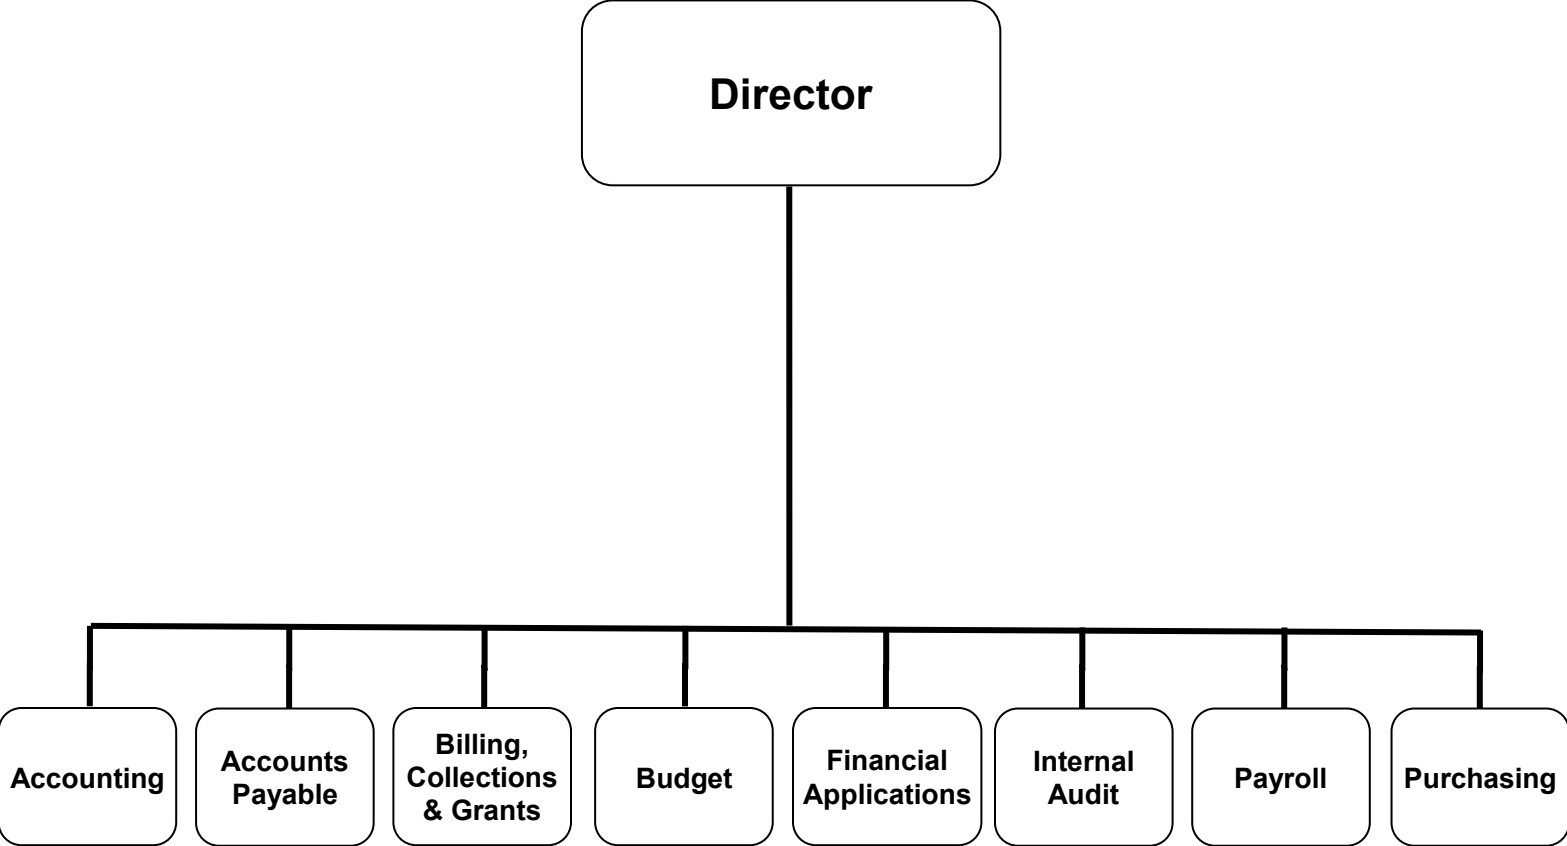 Director
Accounting
Accounts
Payable
Billing,
Collections
& Grants
Budget
Financial
Applications
Internal
Audit
Payroll
Purchasing